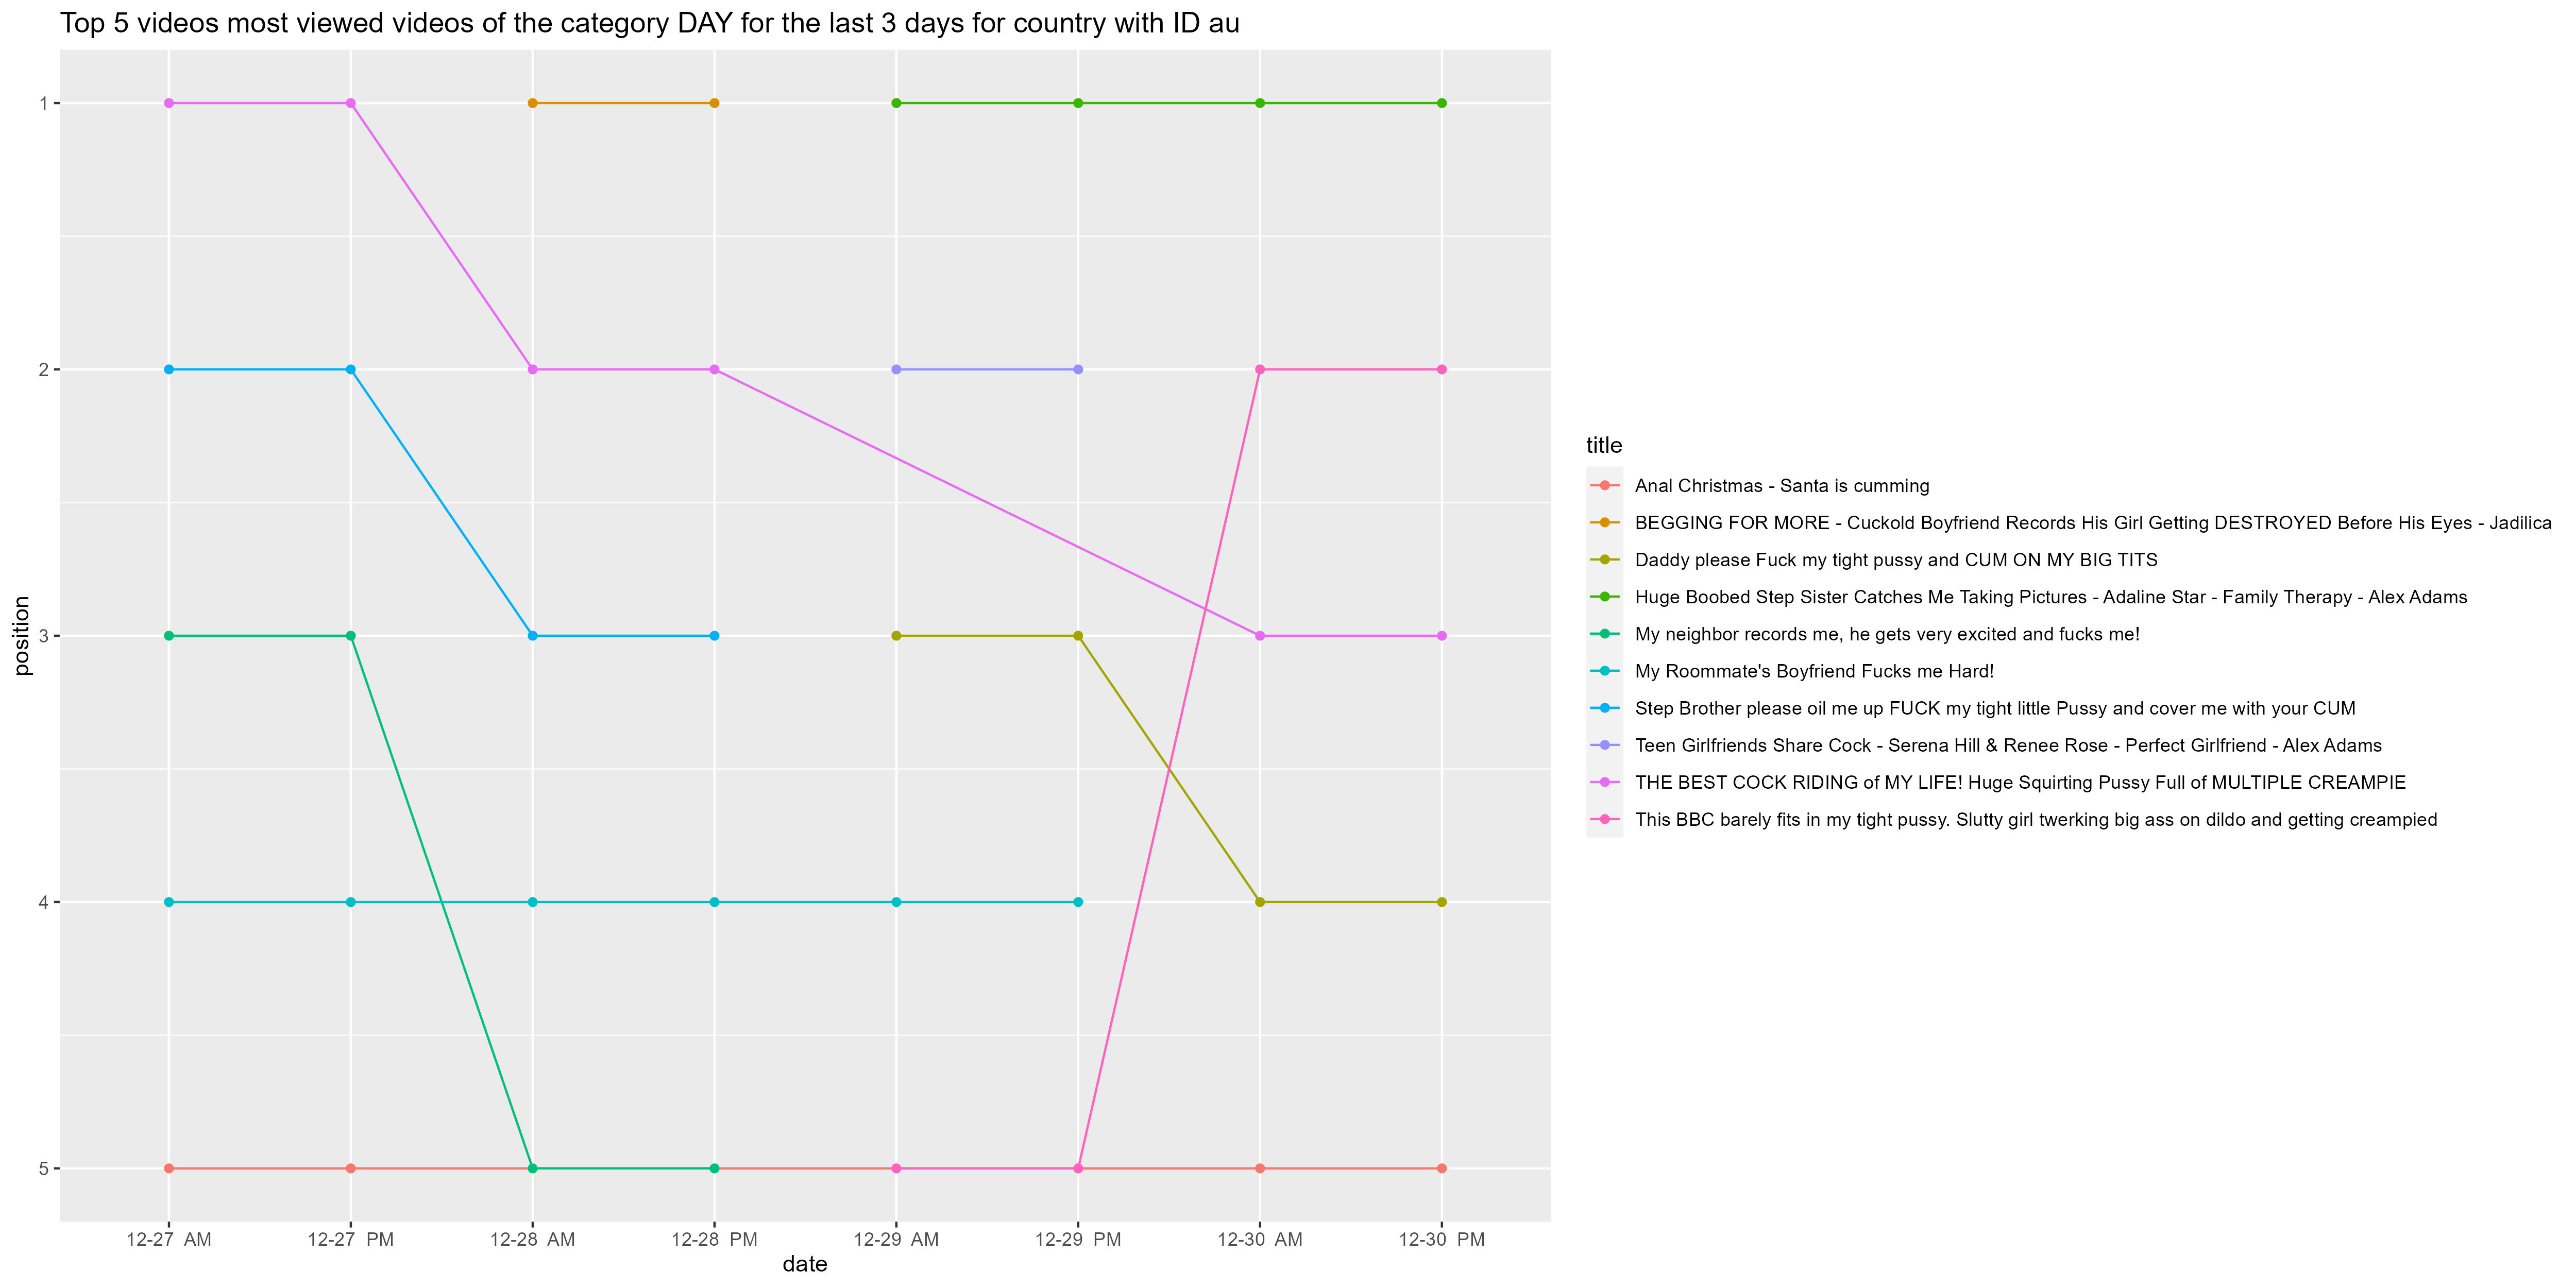 Top 5 videos most viewed videos of the category DAY for the last 3 days for country with ID au
position
1
2
3
4
5
12-27 AM
12-27 PM
12-28 AM
12-28 PM
12-29 AM
12-29 PM
12-30 AM
12-30 PM
date
title
Anal Christmas - Santa is cumming
BEGGING FOR MORE - Cuckold Boyfriend Records His Girl Getting DESTROYED Before His Eyes - Jadilica
Daddy please Fuck my tight pussy and CUM ON MY BIG TITS
Huge Boobed Step Sister Catches Me Taking Pictures - Adaline Star - Family Therapy - Alex Adams
My neighbor records me, he gets very excited and fucks me!
My Roommate's Boyfriend Fucks me Hard!
Step Brother please oil me up FUCK my tight little Pussy and cover me with your CUM
Teen Girlfriends Share Cock - Serena Hill & Renee Rose - Perfect Girlfriend - Alex Adams
THE BEST COCK RIDING of MY LIFE! Huge Squirting Pussy Full of MULTIPLE CREAMPIE
This BBC barely fits in my tight pussy. Slutty girl twerking big ass on dildo and getting creampied